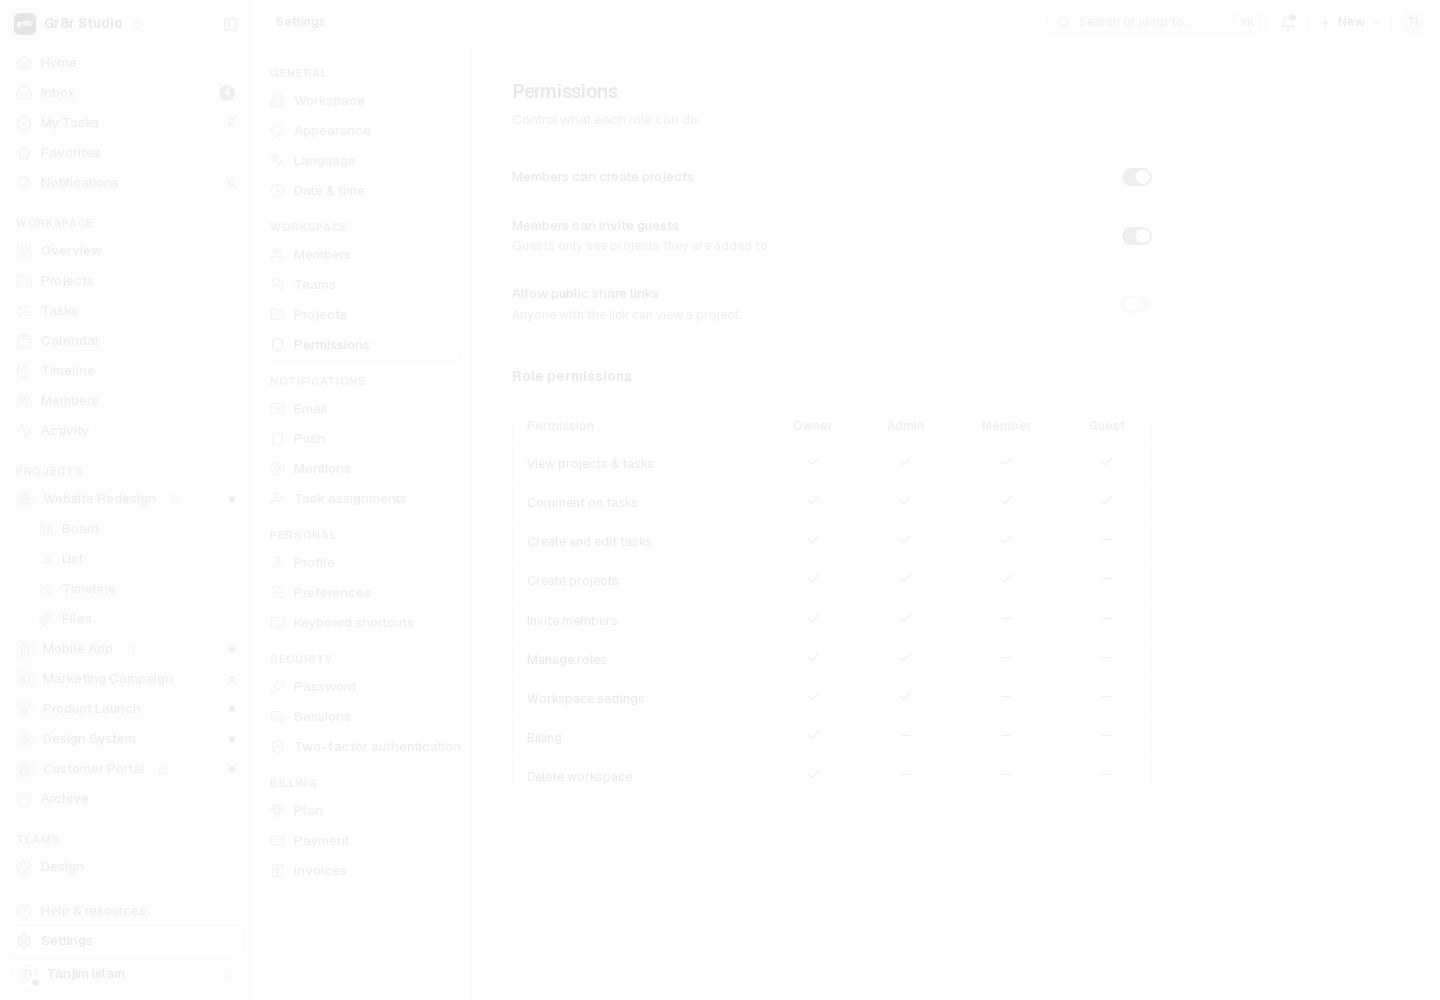 Gr8r Studio
Home
Inbox 4
My Tasks 2
Favorites
Notifications 6
WORKSPACE
Overview
Projects
Tasks
Calendar
Timeline
Members
Activity
PROJECTS
Website Redesign
Board
List
Timeline
Files
Mobile App
Marketing Campaign
Product Launch
Design System
Customer Portal
Archive
TEAMS
Design
Help & resources
Settings
TI Tanjim Islam
Settings
Search or jump to... ⌘K
New
TI
GENERAL
Workspace
Appearance
Language
Date & time
WORKSPACE
Members
Teams
Projects
Permissions
NOTIFICATIONS
Email
Push
Mentions
Task assignments
PERSONAL
Profile
Preferences
Keyboard shortcuts
SECURITY
Password
Sessions
Two-factor authentication
BILLING
Plan
Payment
Invoices
Permissions
Control what each role can do.
Members can create projects
Members can invite guests
Guests only see projects they are added to.
Allow public share links
Anyone with the link can view a project.
Role permissions
Permission Owner Admin Member Guest
View projects & tasks
Comment on tasks
Create and edit tasks
Create projects
Invite members
Manage roles
Workspace settings
Billing
Delete workspace